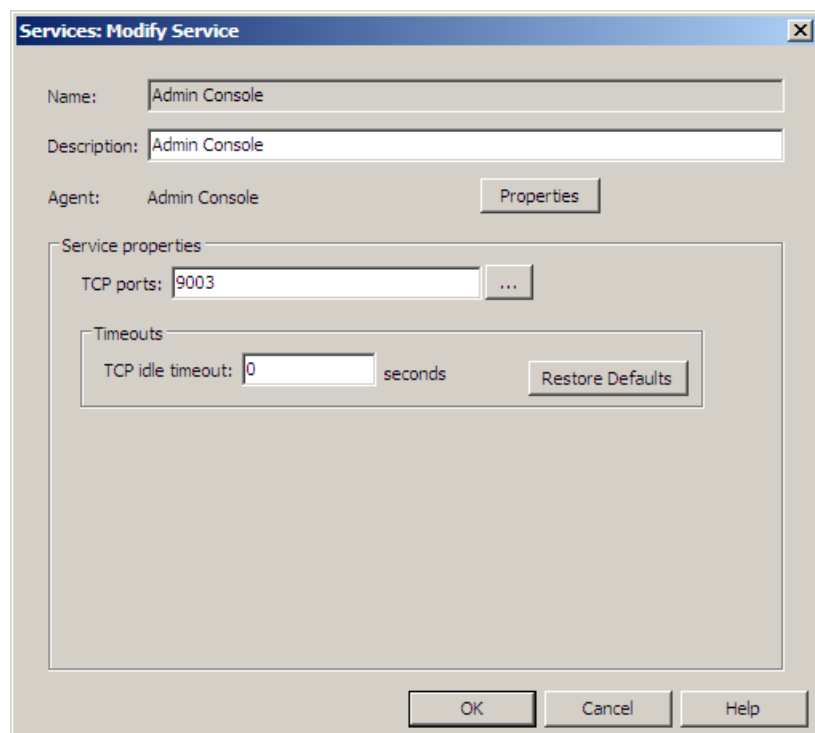 Services: Modify Service
Name: Admin Console
Description: Admin Console
Agent: Admin Console Properties
Service properties
TCP ports: 9003 ...
Timeouts
TCP idle timeout: 0 seconds Restore Defaults
OK Cancel Help